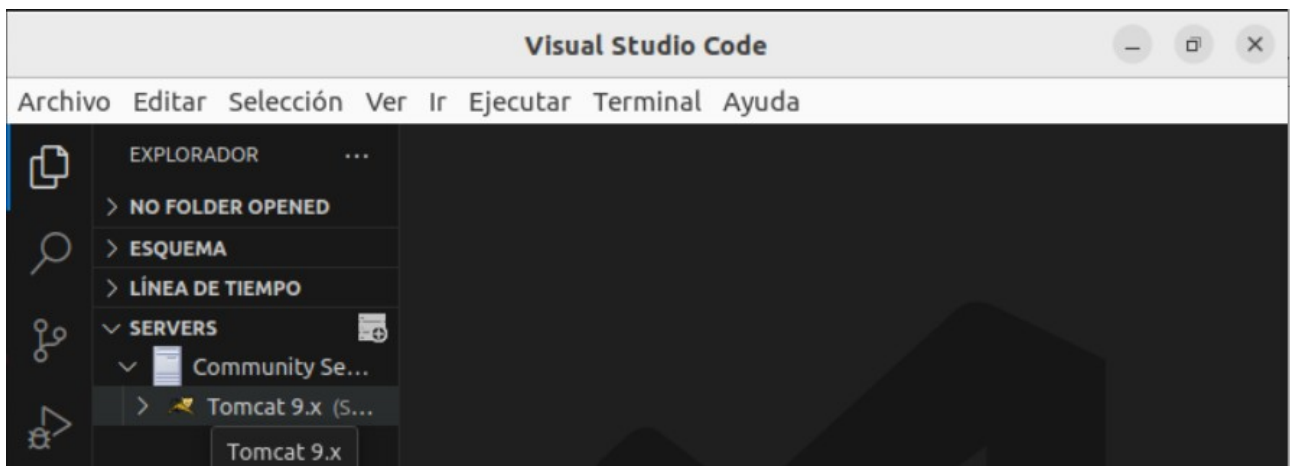 Visual Studio Code
Archivo Editar Selección Ver Ir Ejecutar Terminal Ayuda
EXPLORADOR ...
NO FOLDER OPENED
ESQUEMA
LÍNEA DE TIEMPO
SERVERS
Community Se...
Tomcat 9.x (S...
Tomcat 9.x